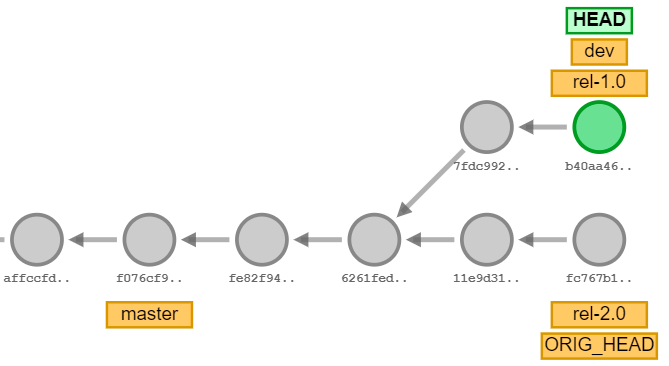 HEAD
dev
rel-1.0
7fdc992..
b40aa46..
affccfd..
f076cf9..
fe82f94..
6261fed..
11e9d31..
fc767b1..
master
rel-2.0
ORIG_HEAD